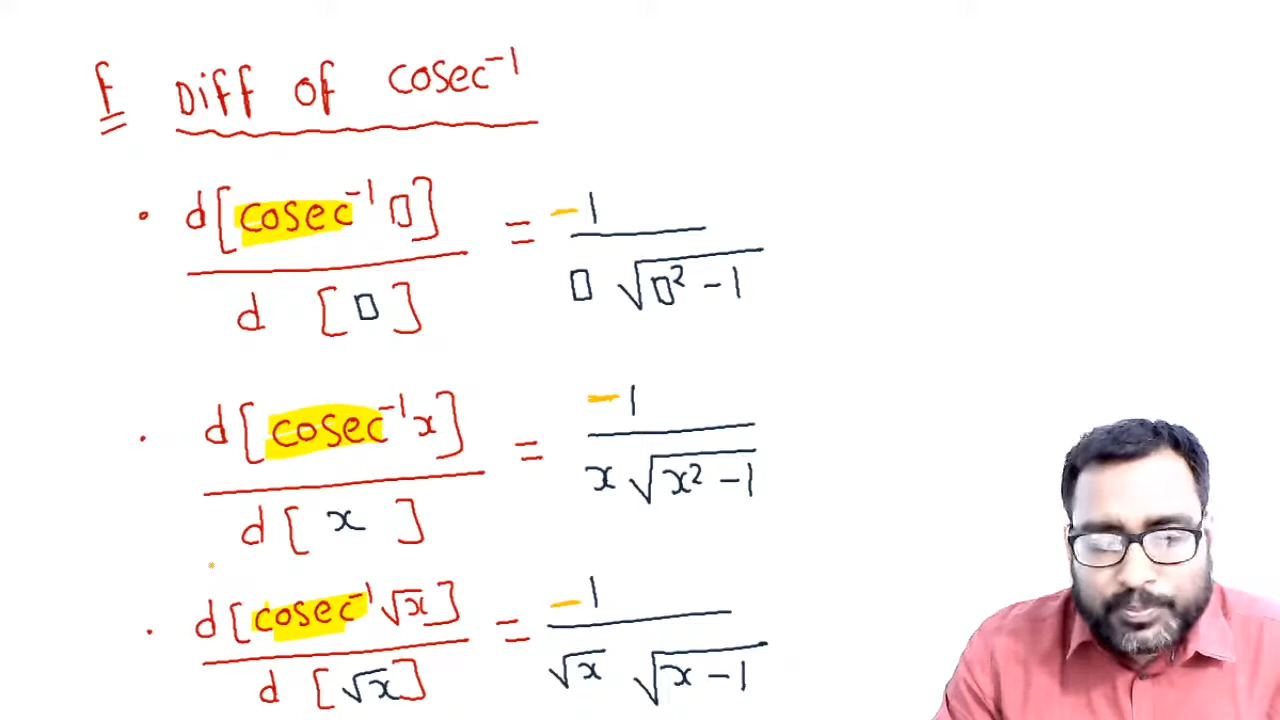 F Diff of cosec⁻¹
• d[cosec⁻¹ □] / d [□] = -1 / □ √(□² - 1)
• d[cosec⁻¹ x] / d [x] = -1 / x √(x² - 1)
• d[cosec⁻¹ √x] / d [√x] = -1 / √x √(x - 1)